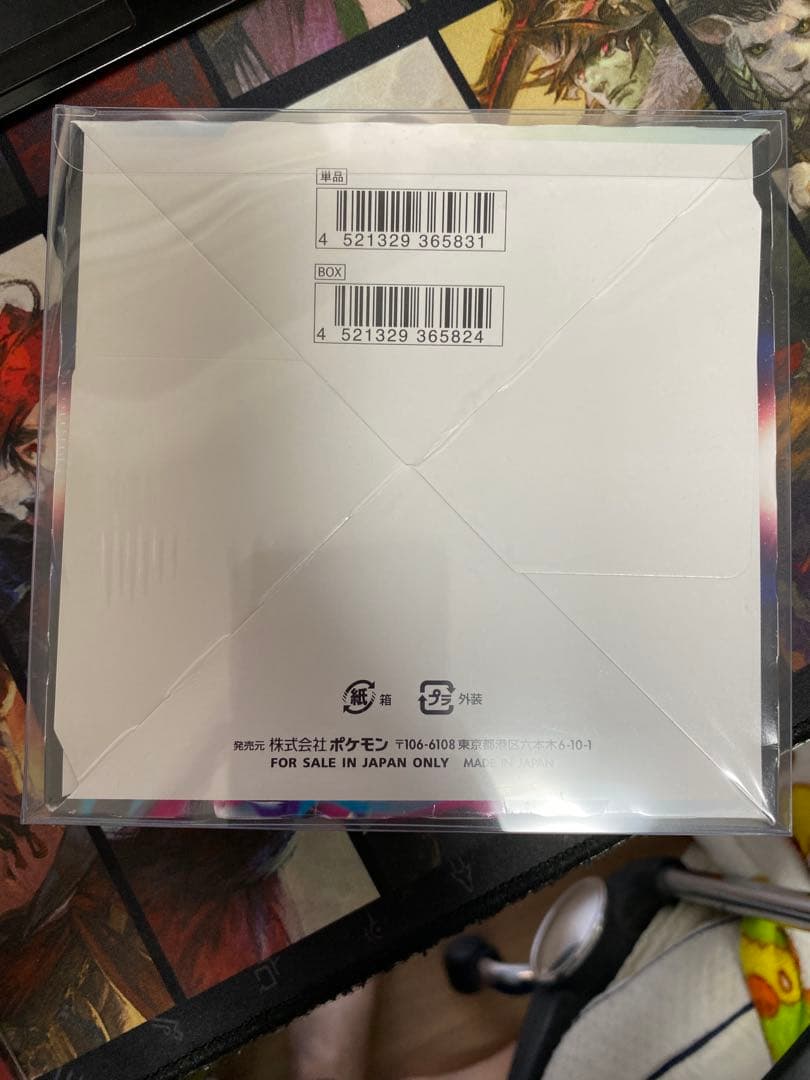 単品
4 521329 365831
BOX
4 521329 365824
紙 箱 プラ 外装
発売元 株式会社 ポケモン 〒106-6108 東京都港区六本木6-10-1
FOR SALE IN JAPAN ONLY MADE IN JAPAN